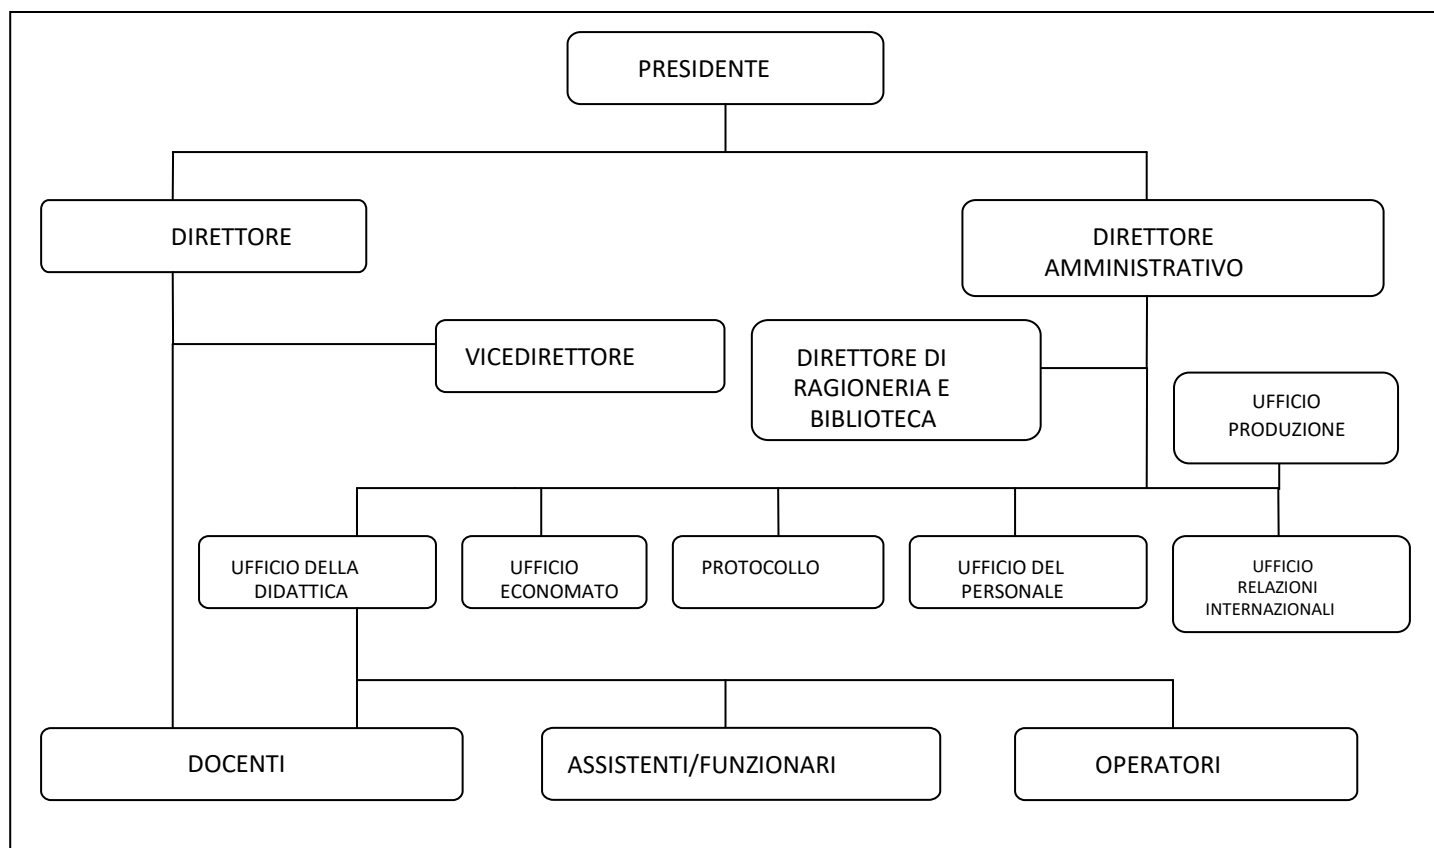 PRESIDENTE
DIRETTORE
DIRETTORE
AMMINISTRATIVO
VICEDIRETTORE
DIRETTORE DI
RAGIONERIA E
BIBLIOTECA
UFFICIO
PRODUZIONE
UFFICIO DELLA
DIDATTICA
UFFICIO
ECONOMATO
PROTOCOLLO
UFFICIO DEL
PERSONALE
UFFICIO
RELAZIONI
INTERNAZIONALI
DOCENTI
ASSISTENTI/FUNZIONARI
OPERATORI